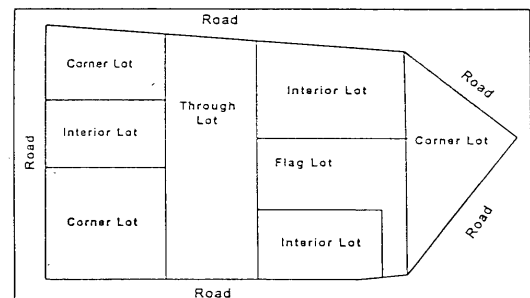 Road
Corner Lot
Road
Through
Lot
Interior Lot
Interior Lot
Corner Lot
Road
Flag Lot
Corner Lot
Interior Lot
Road
Road